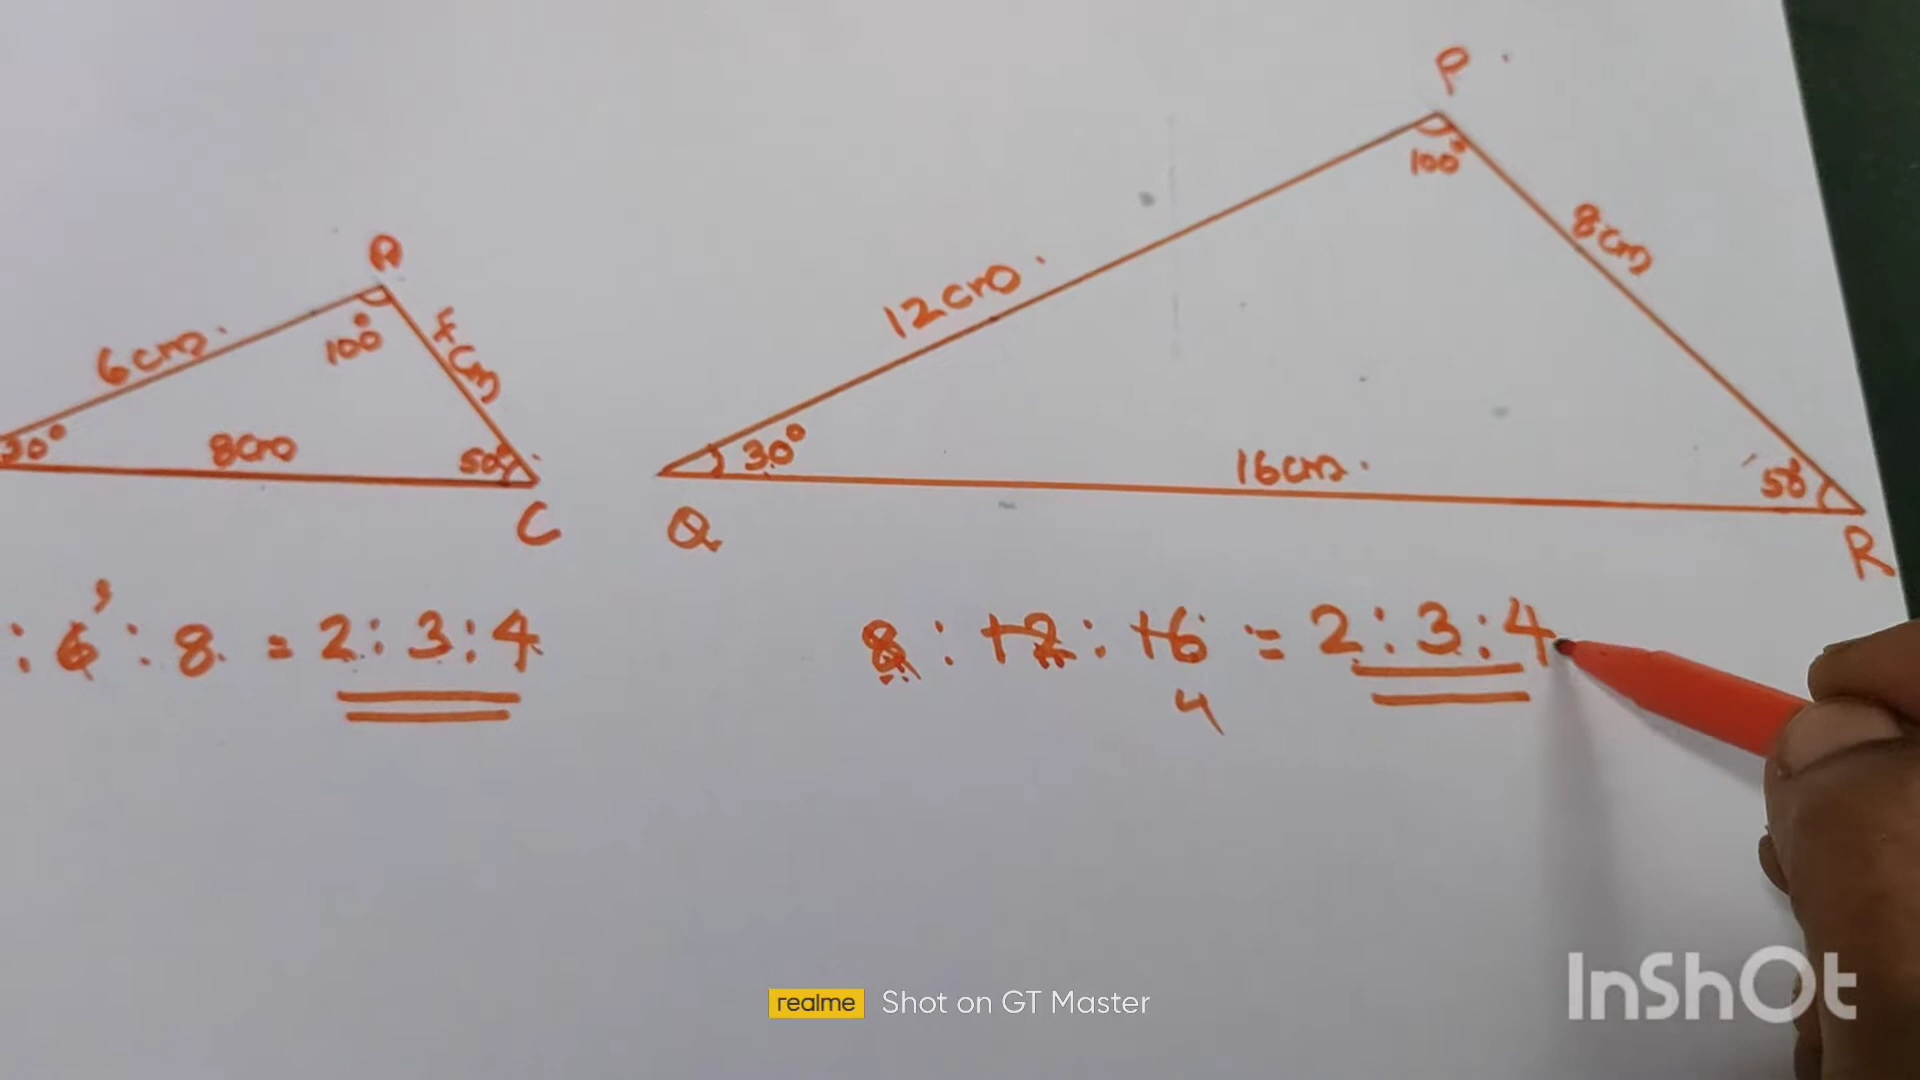 P
A
100°
8cm
12cm
6cm
100°
4cm
30°
8cm
50°
30°
16cm
50°
C
Q
R
: 6 : 8 = 2 : 3 : 4
8 : 12 : 16 = 2 : 3 : 4
4
InShOt
realme Shot on GT Master